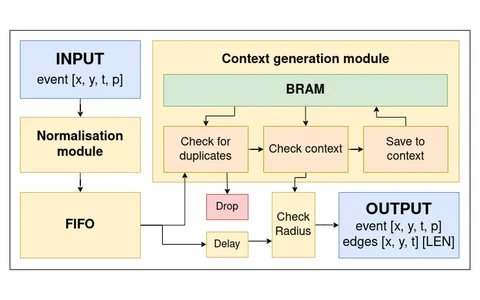 INPUT
event [x, y, t, p]
Normalisation
module
FIFO
Context generation module
BRAM
Check for
duplicates
Check context
Save to
context
Drop
Delay
Check
Radius
OUTPUT
event [x, y, t, p]
edges [x, y, t] [LEN]